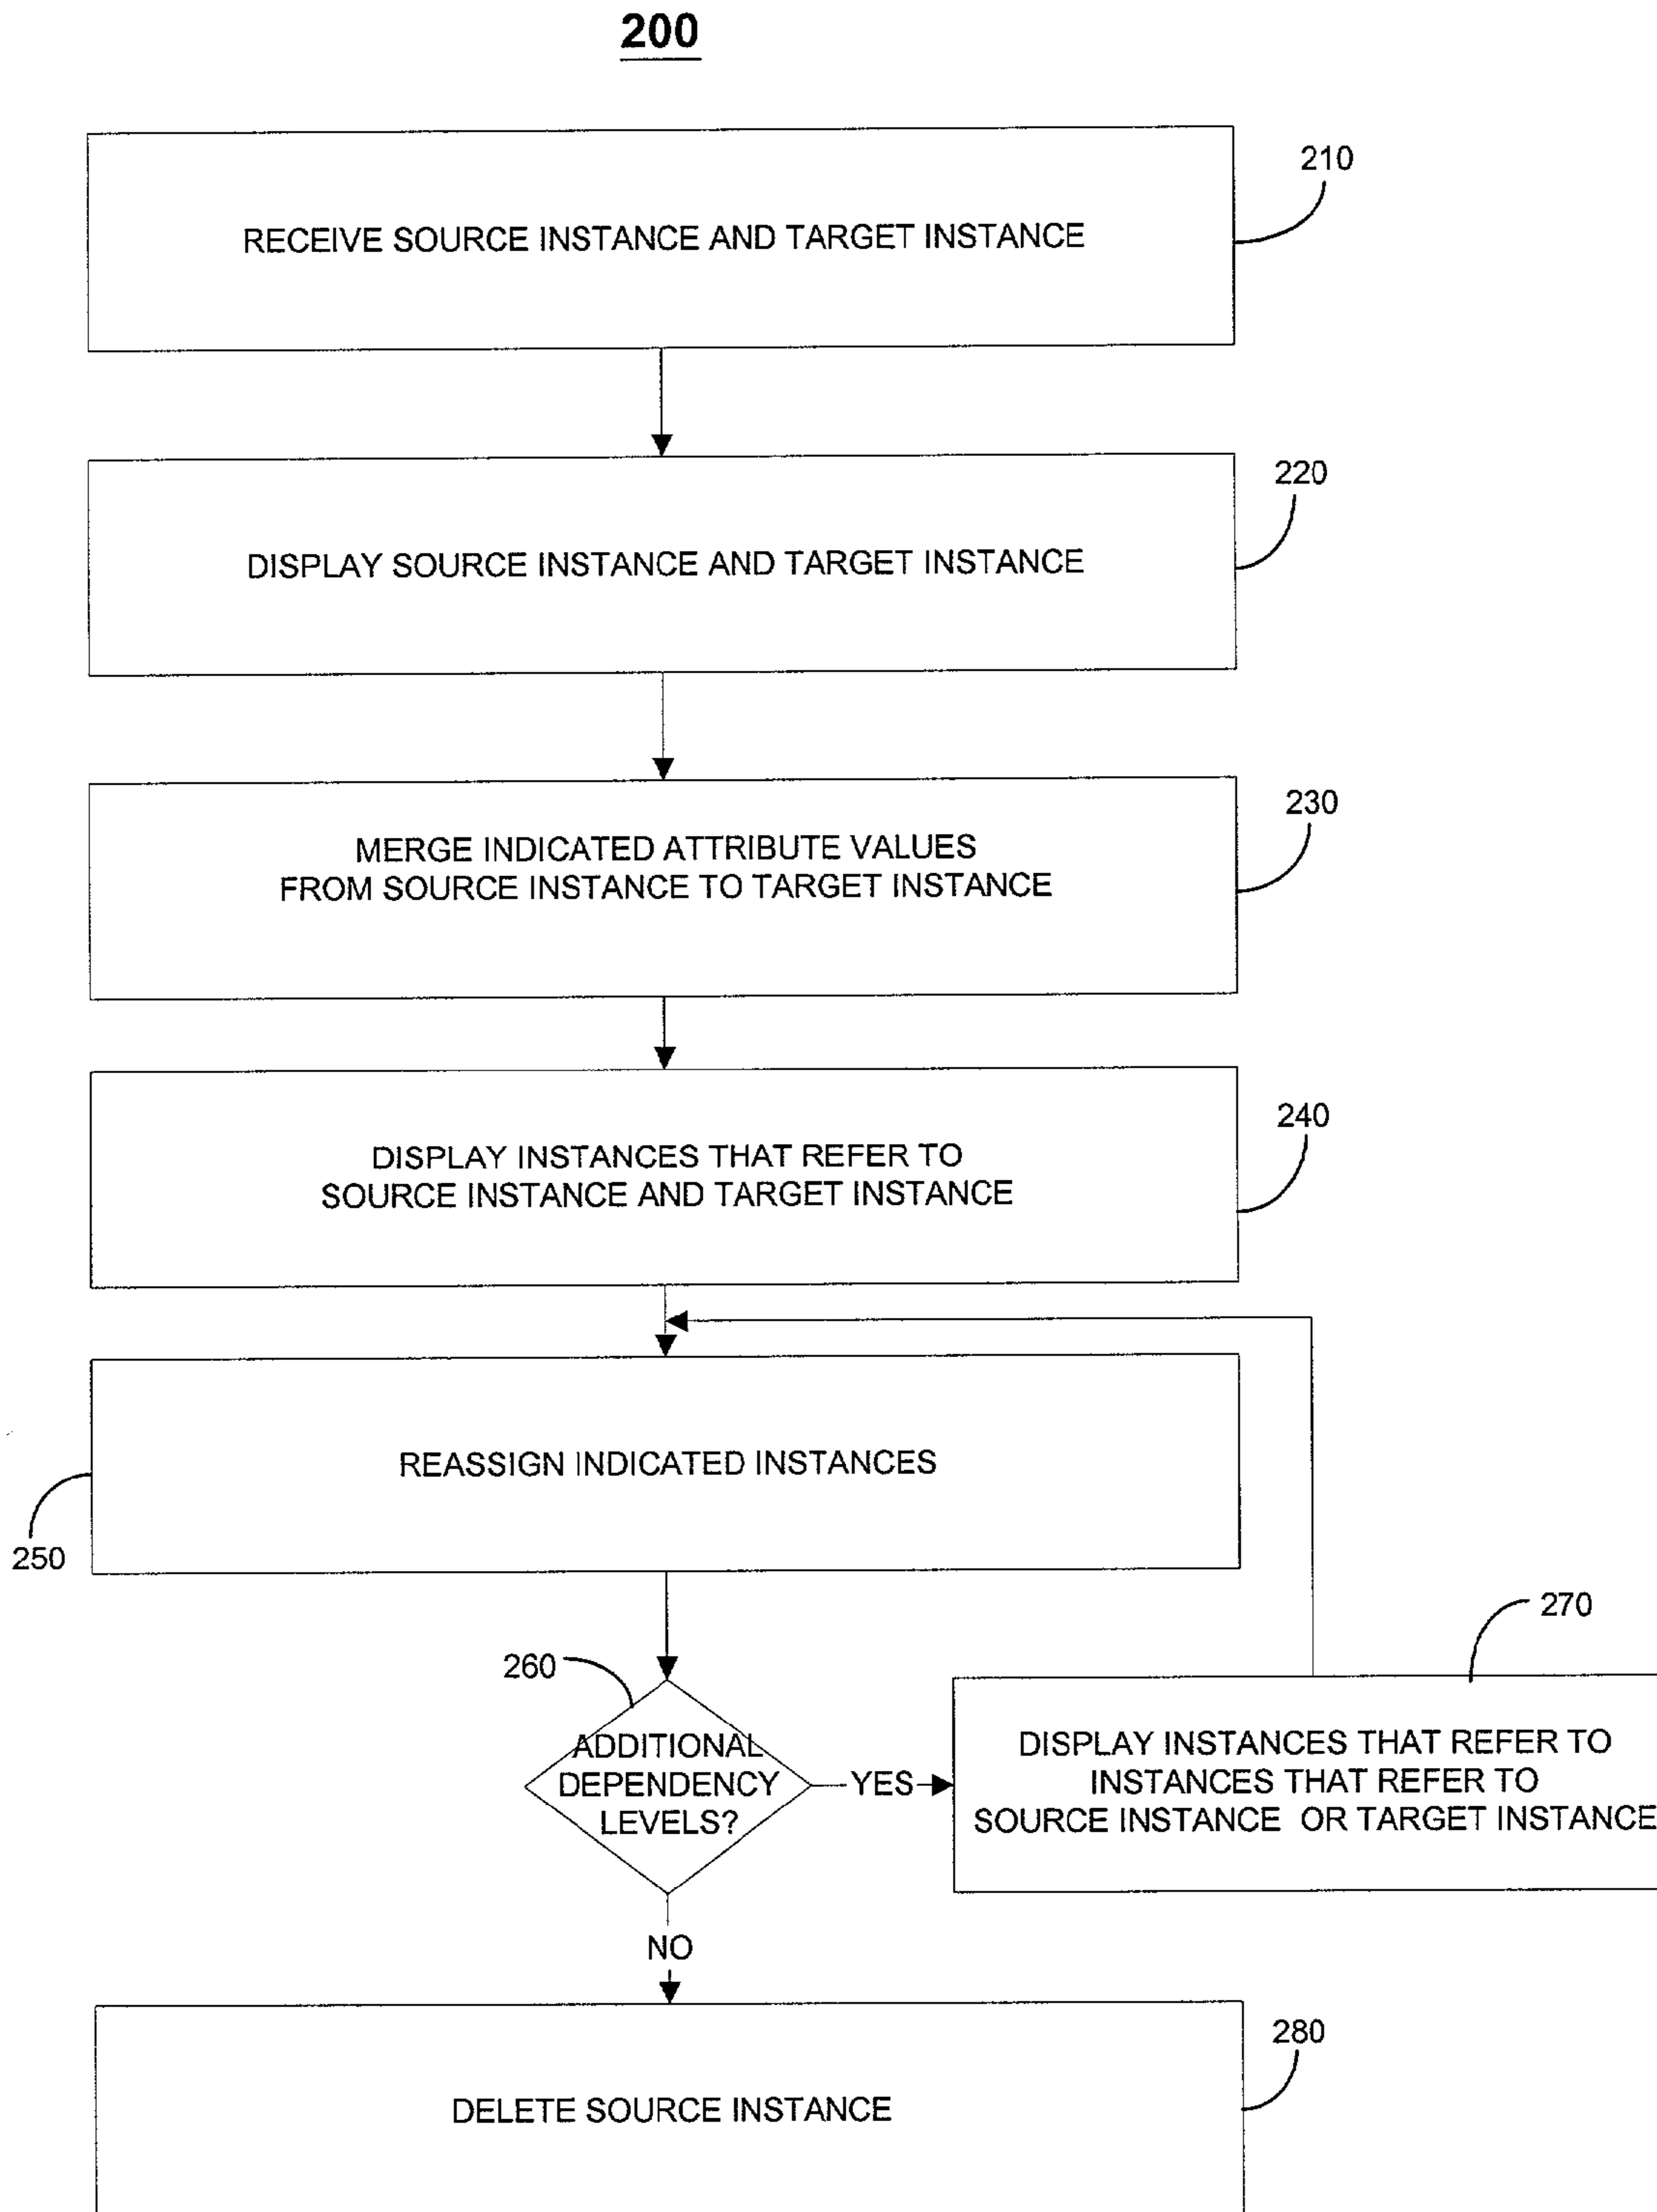 200
210
RECEIVE SOURCE INSTANCE AND TARGET INSTANCE
220
DISPLAY SOURCE INSTANCE AND TARGET INSTANCE
230
MERGE INDICATED ATTRIBUTE VALUES
FROM SOURCE INSTANCE TO TARGET INSTANCE
240
DISPLAY INSTANCES THAT REFER TO
SOURCE INSTANCE AND TARGET INSTANCE
REASSIGN INDICATED INSTANCES
250
260
ADDITIONAL
DEPENDENCY
LEVELS?
YES
270
DISPLAY INSTANCES THAT REFER TO
INSTANCES THAT REFER TO
SOURCE INSTANCE OR TARGET INSTANCE
NO
280
DELETE SOURCE INSTANCE